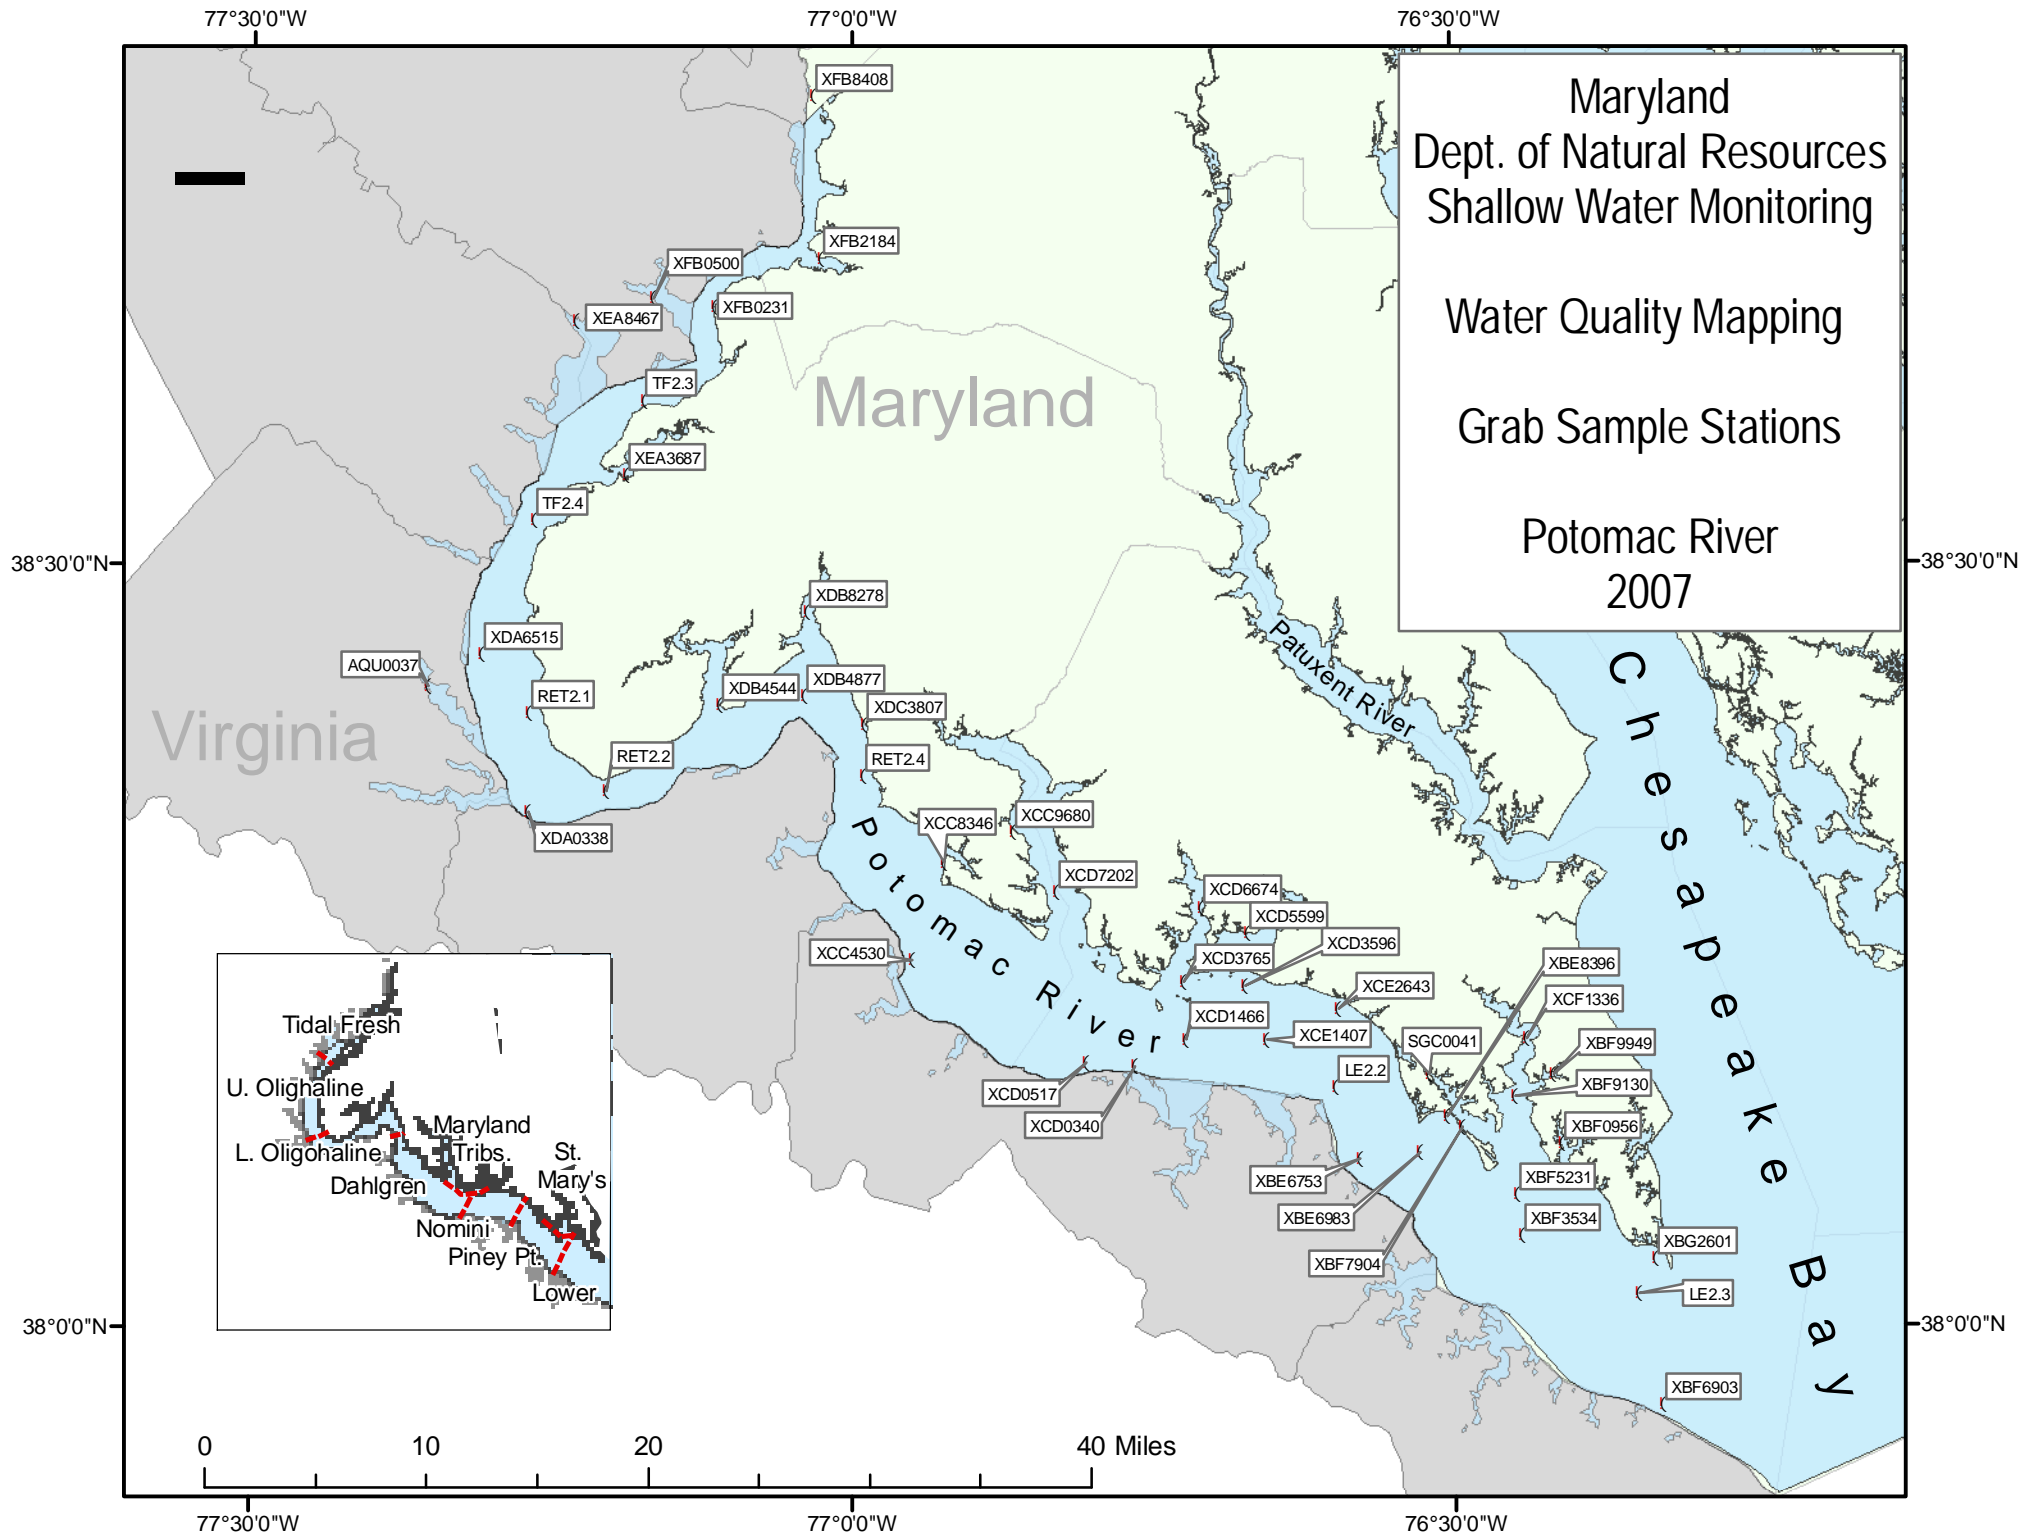 77°30'0"W
77°0'0"W
76°30'0"W
Maryland
Dept. of Natural Resources
Shallow Water Monitoring
Water Quality Mapping
Grab Sample Stations
Potomac River
2007
XFB8408
XFB2184
XFB0500
XFB0231
XEA8467
TF2.3
Maryland
XEA3687
TF2.4
38°30'0"N
38°30'0"N
XDB8278
XDA6515
AQU0037
RET2.1
XDB4544
XDB4877
XDC3807
Virginia
RET2.2
RET2.4
XDA0338
XCC8346
XCC9680
Patuxent River
Chesapeake Bay
Potomac River
XCD7202
XCD6674
XCD5599
XCC4530
XCD3765
XCD3596
XBE8396
XCE2643
XCF1336
XCD1466
XCE1407
SGC0041
XBF9949
LE2.2
XBF9130
XCD0517
XCD0340
XBF0956
XBE6753
XBF5231
XBE6983
XBF3534
XBF7904
XBG2601
LE2.3
XBF6903
Tidal Fresh
U. Olighaline
L. Oligohaline
Maryland
Tribs.
St.
Mary's
Dahlgren
Nomini
Piney Pt.
Lower
38°0'0"N
38°0'0"N
0
10
20
40 Miles
77°30'0"W
77°0'0"W
76°30'0"W